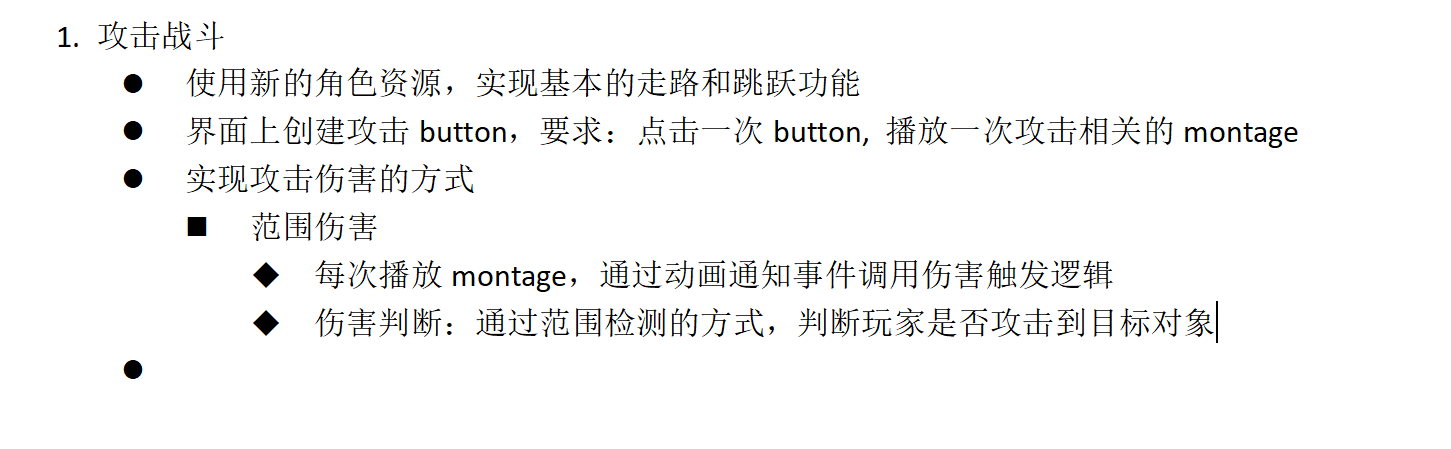 1. 攻击战斗
● 使用新的角色资源，实现基本的走路和跳跃功能
● 界面上创建攻击 button，要求：点击一次 button, 播放一次攻击相关的 montage
● 实现攻击伤害的方式
■ 范围伤害
◆ 每次播放 montage，通过动画通知事件调用伤害触发逻辑
◆ 伤害判断：通过范围检测的方式，判断玩家是否攻击到目标对象
●